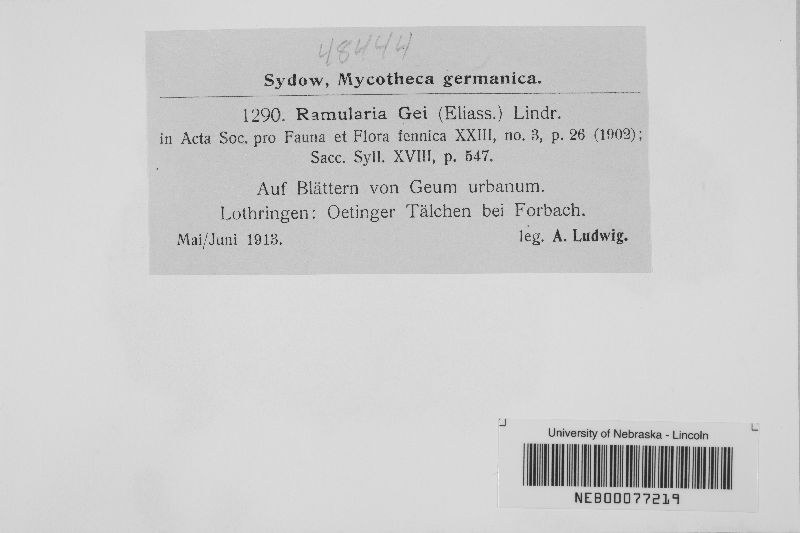 48444
Sydow, Mycotheca germanica.
1290. Ramularia Gei (Eliass.) Lindr.
in Acta Soc. pro Fauna et Flora fennica XXIII, no. 3, p. 26 (1902);
Sacc. Syll. XVIII, p. 547.
Auf Blättern von Geum urbanum.
Lothringen: Oetinger Tälchen bei Forbach.
Mai/Juni 1913. leg. A. Ludwig.
University of Nebraska - Lincoln
NEB00077219